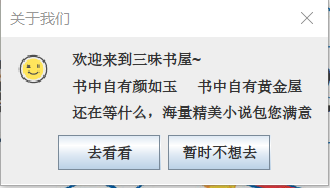 关于我们
欢迎来到三味书屋~
书中自有颜如玉 书中自有黄金屋
还在等什么，海量精美小说包您满意
去看看 暂时不想去